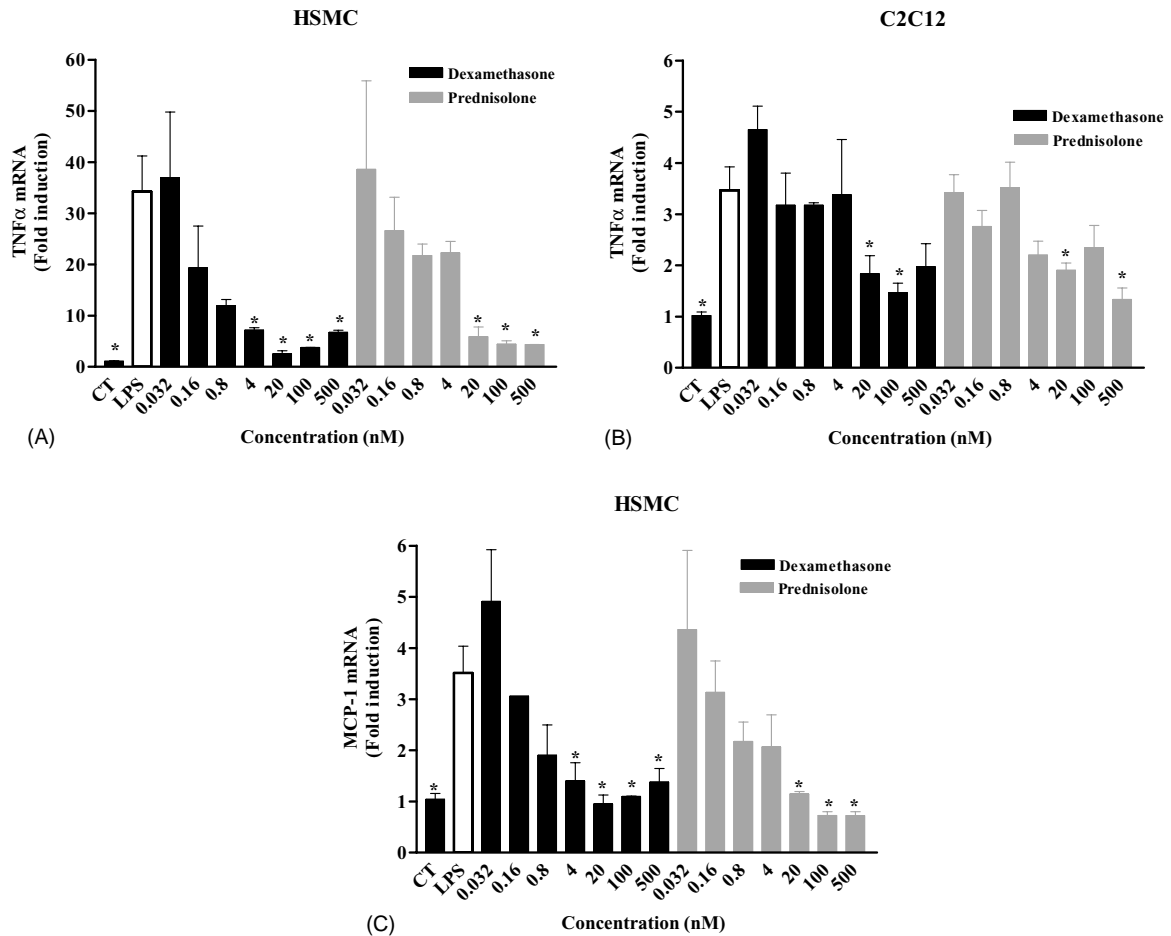 HSMC
TNFα mRNA
(Fold induction)
60
50
40
30
20
10
0
Dexamethasone
Prednisolone
* * * * * * * *
CT LPS 0.032 0.16 0.8 4 20 100 500 0.032 0.16 0.8 4 20 100 500
(A)
Concentration (nM)
C2C12
TNFα mRNA
(Fold induction)
6
5
4
3
2
1
0
Dexamethasone
Prednisolone
* * * * *
CT LPS 0.032 0.16 0.8 4 20 100 500 0.032 0.16 0.8 4 20 100 500
(B)
Concentration (nM)
HSMC
MCP-1 mRNA
(Fold induction)
6
5
4
3
2
1
0
Dexamethasone
Prednisolone
* * * * * * * *
CT LPS 0.032 0.16 0.8 4 20 100 500 0.032 0.16 0.8 4 20 100 500
(C)
Concentration (nM)